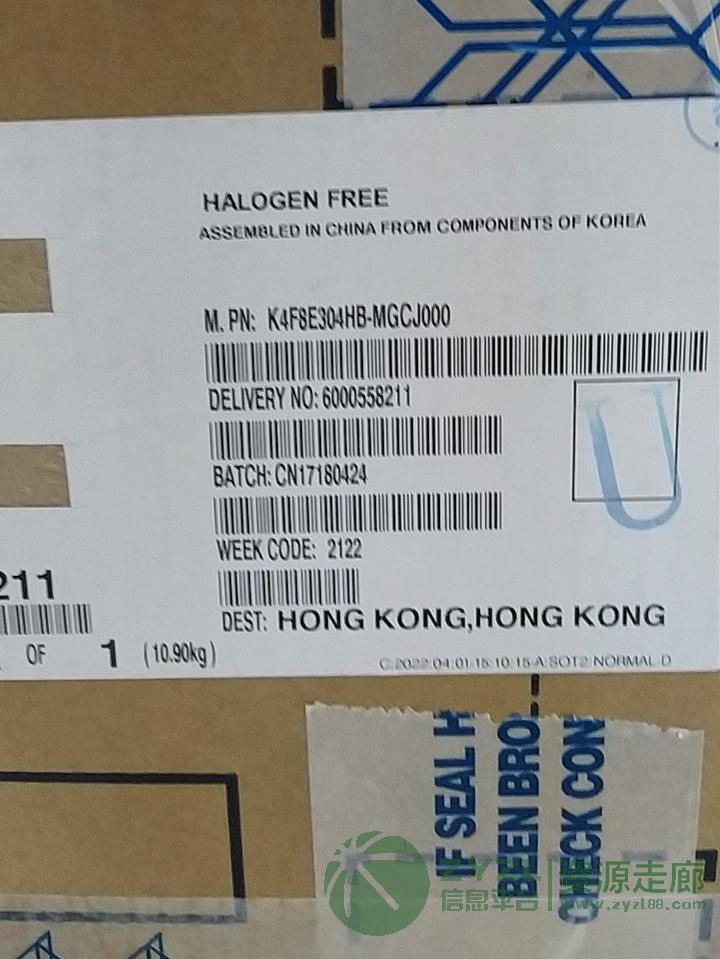 HALOGEN FREE
ASSEMBLED IN CHINA FROM COMPONENTS OF KOREA
M. PN: K4F8E304HB-MGCJ000
DELIVERY NO: 6000558211
U
BATCH: CN17180424
WEEK CODE: 2122
211
DEST: HONG KONG,HONG KONG
OF 1 (10.90kg)
C:2022:04:01-15:10:15-A:SOT2:NORMAL-D
IF SEAL H
BEEN BRO
CHECK CON
ZYZL 资源走廊
信息平台 www.zyzl88.com